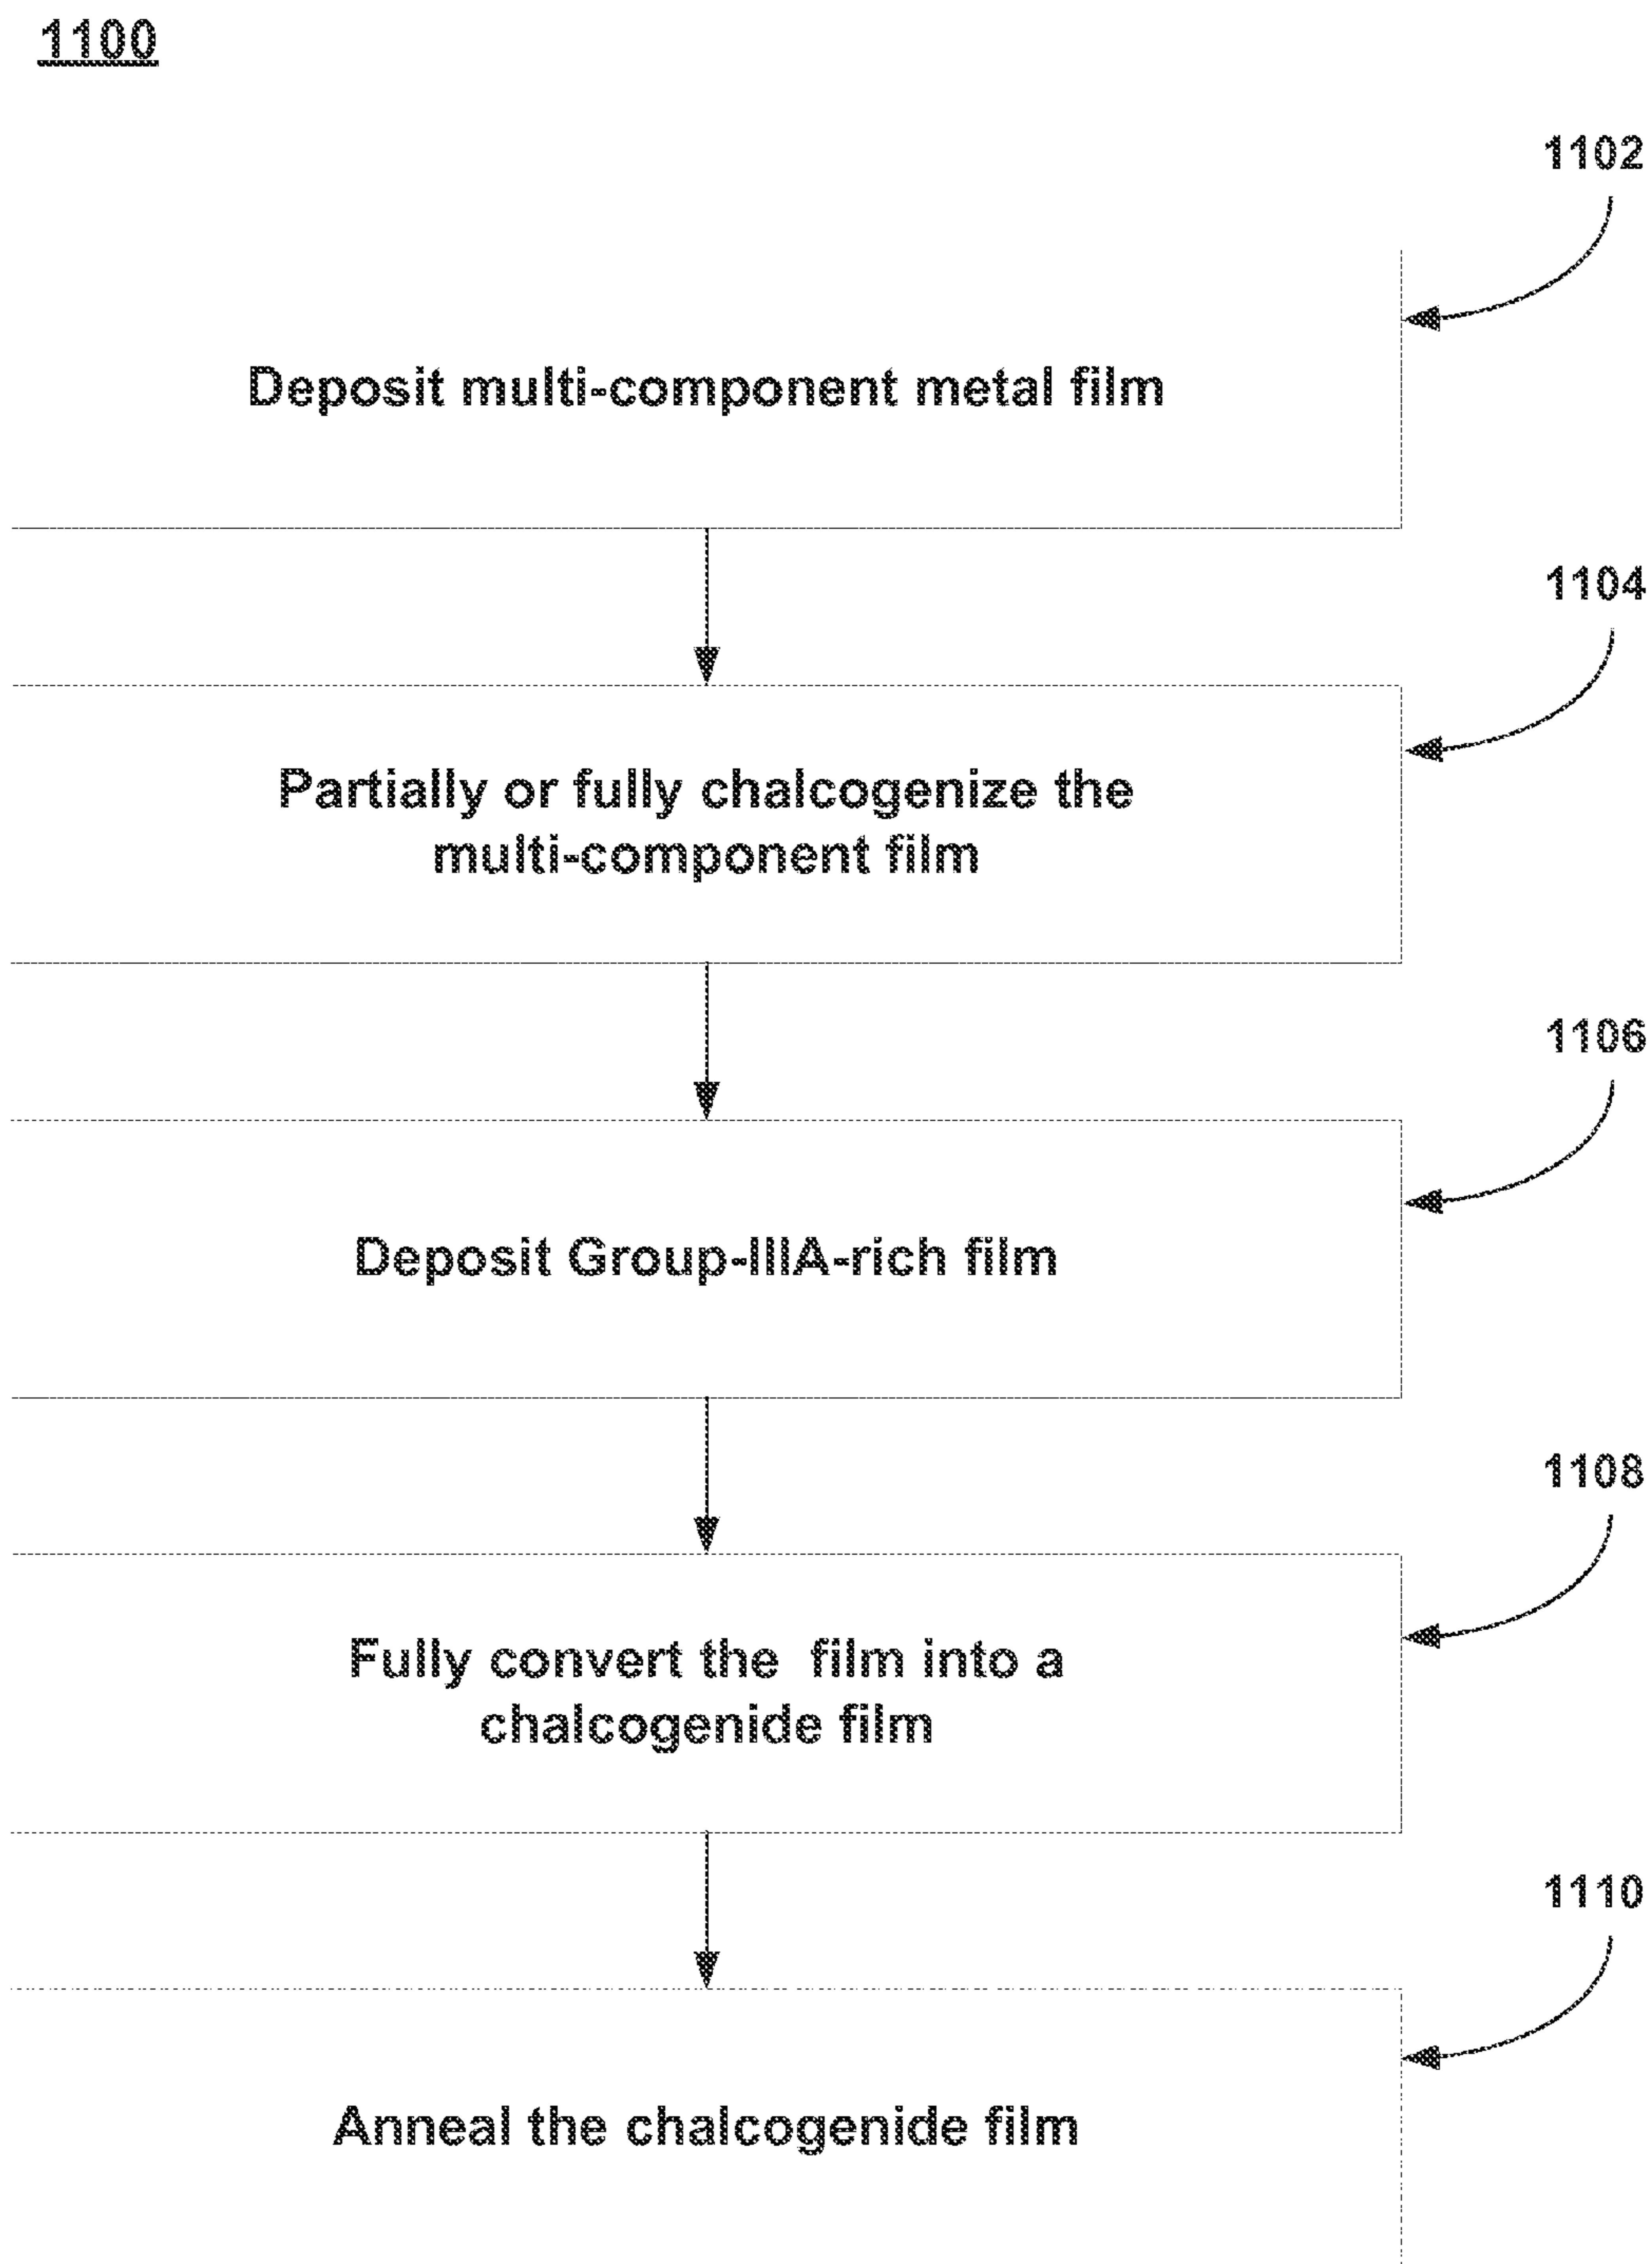 1100
1102
Deposit multi-component metal film
1104
Partially or fully chalcogenize the
multi-component film
1106
Deposit Group-IIIA-rich film
1108
Fully convert the film into a
chalcogenide film
1110
Anneal the chalcogenide film